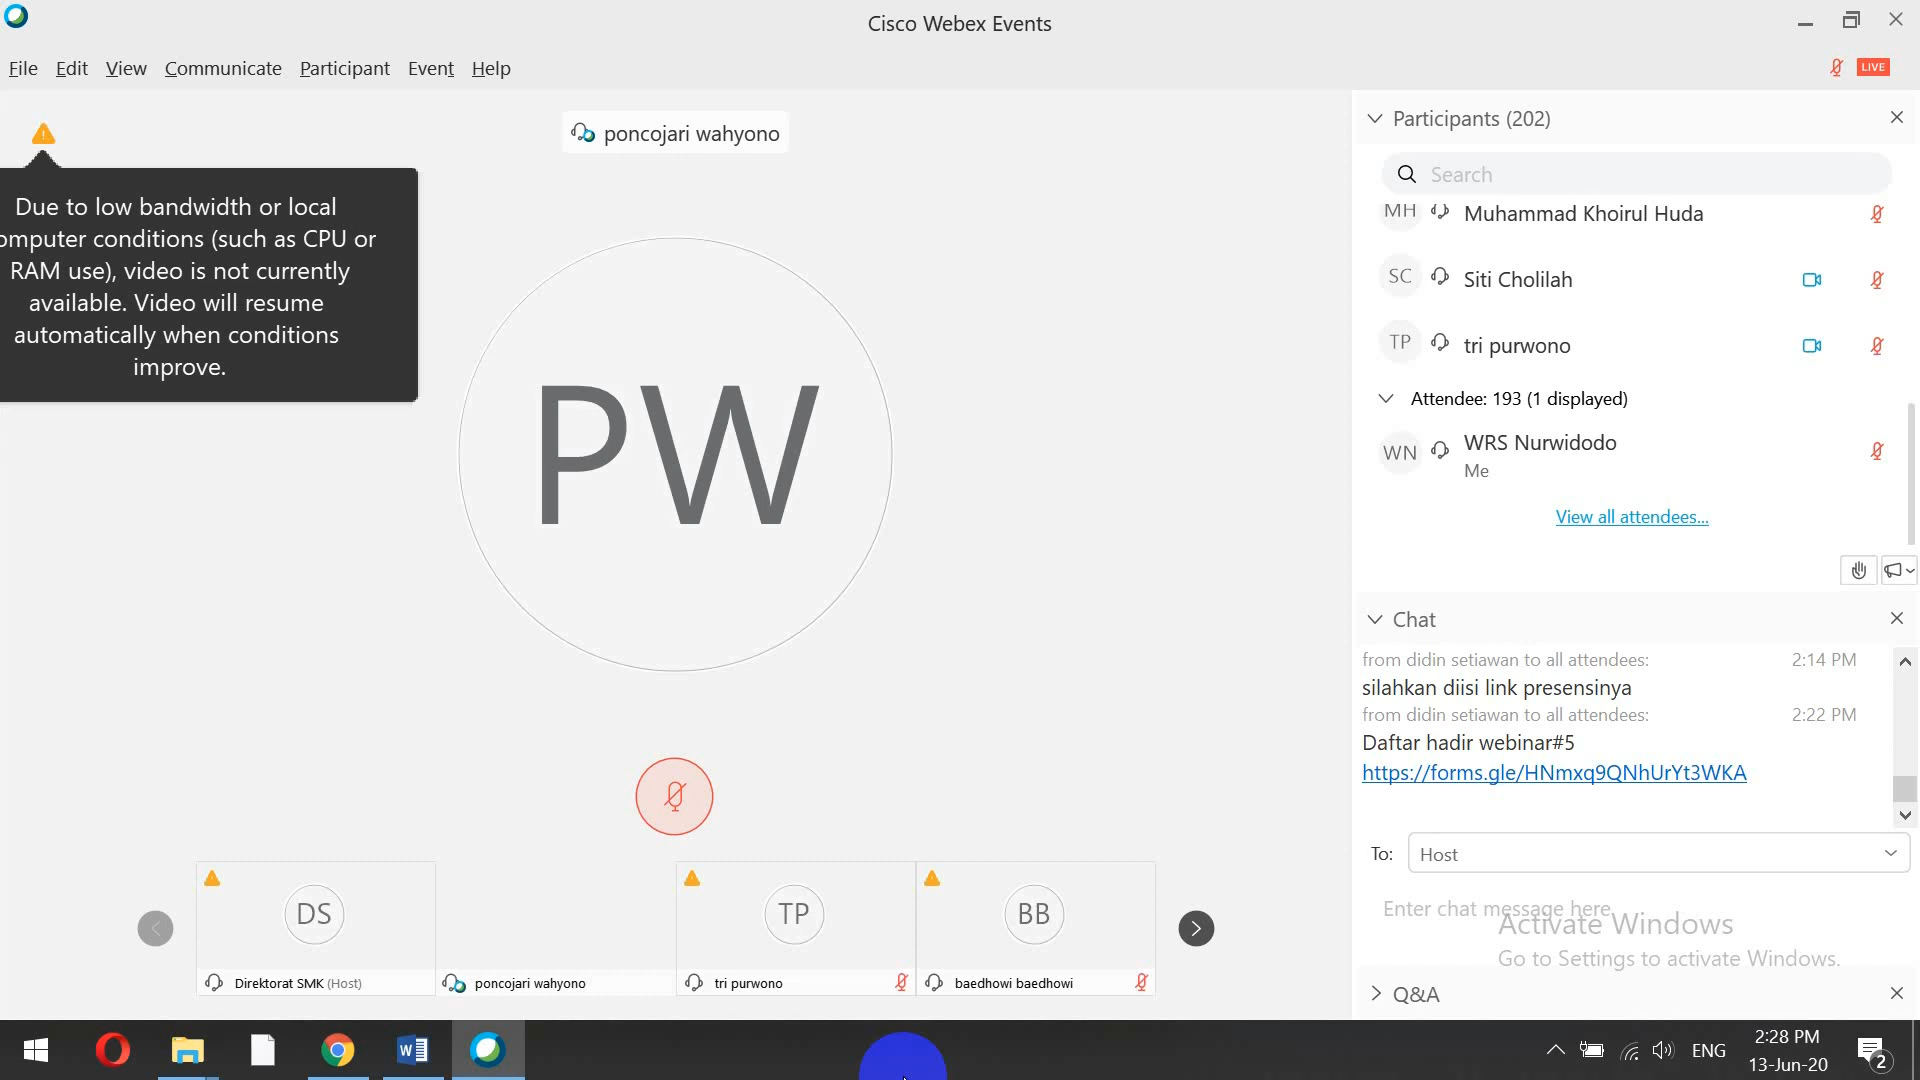 Cisco Webex Events
File Edit View Communicate Participant Event Help
LIVE
poncojari wahyono
Due to low bandwidth or local
omputer conditions (such as CPU or
RAM use), video is not currently
available. Video will resume
automatically when conditions
improve.
PW
DS
Direktorat SMK (Host)
poncojari wahyono
TP
tri purwono
BB
baedhowi baedhowi
Participants (202)
Search
MH Muhammad Khoirul Huda
SC Siti Cholilah
TP tri purwono
Attendee: 193 (1 displayed)
WN WRS Nurwidodo
Me
View all attendees...
Chat
from didin setiawan to all attendees: 2:14 PM
silahkan diisi link presensinya
from didin setiawan to all attendees: 2:22 PM
Daftar hadir webinar#5
https://forms.gle/HNmxq9QNhUrYt3WKA
To: Host
Enter chat message here
Activate Windows
Go to Settings to activate Windows.
Q&A
ENG
2:28 PM
13-Jun-20
2